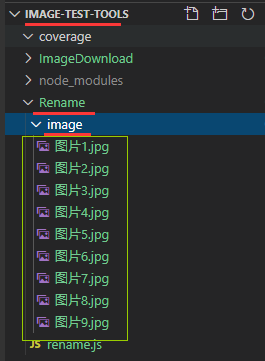 IMAGE-TEST-TOOLS
coverage
ImageDownload
node_modules
Rename
image
图片1.jpg
图片2.jpg
图片3.jpg
图片4.jpg
图片5.jpg
图片6.jpg
图片7.jpg
图片8.jpg
图片9.jpg
JS rename.js